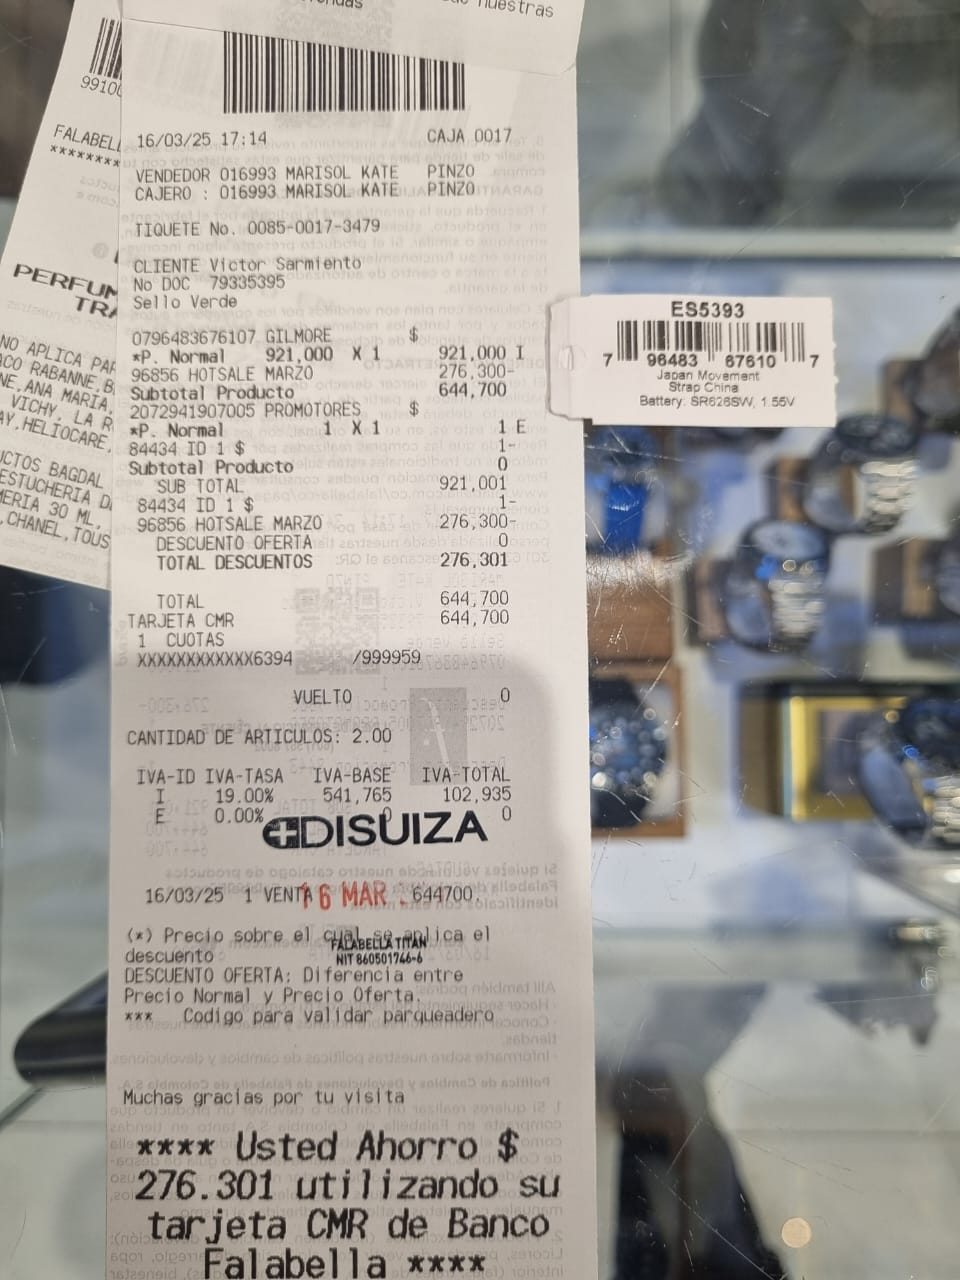 nuestras
9910
FALABELL
********
PERFUM
TRA
NO APLICA PAR
ACO RABANNE,B
NE,ANA MARIA,
VICHY, LA R
AY,HELIOCARE,
UCTOS BAGDAL
ESTUCHERIA D
MERIA 30 ML,
,CHANEL,TOUS
16/03/25 17:14 CAJA 0017
VENDEDOR 016993 MARISOL KATE PINZO
CAJERO : 016993 MARISOL KATE PINZO
TIQUETE No. 0085-0017-3479
CLIENTE Victor Sarmiento
No DOC 79335395
Sello Verde
0796483676107 GILMORE $
*P. Normal 921,000 X 1 921,000 I
96856 HOTSALE MARZO 276,300-
Subtotal Producto 644,700
2072941907005 PROMOTORES $
*P. Normal 1 X 1 1 E
84434 ID 1 $ 1-
Subtotal Producto 0
SUB TOTAL 921,001
84434 ID 1 $ 1-
96856 HOTSALE MARZO 276,300-
DESCUENTO OFERTA 0
TOTAL DESCUENTOS 276,301
TOTAL 644,700
TARJETA CMR 644,700
1 CUOTAS
XXXXXXXXXXXX6394 /999959
VUELTO 0
CANTIDAD DE ARTICULOS: 2.00
IVA-ID IVA-TASA IVA-BASE IVA-TOTAL
I 19.00% 541,765 102,935
E 0.00% 0 0
DISUIZA
16/03/25 1 VENTA 644700.
16 MAR.
(*) Precio sobre el cual se aplica el
descuento
FALABELLA TITAN
NIT 860501746-6
DESCUENTO OFERTA: Diferencia entre
Precio Normal y Precio Oferta.
*** Codigo para validar parqueadero
Muchas gracias por tu visita
**** Usted Ahorro $
276.301 utilizando su
tarjeta CMR de Banco
Falabella ****
ES5393
7 96483 67610 7
Japan Movement
Strap China
Battery: SR626SW, 1.55V